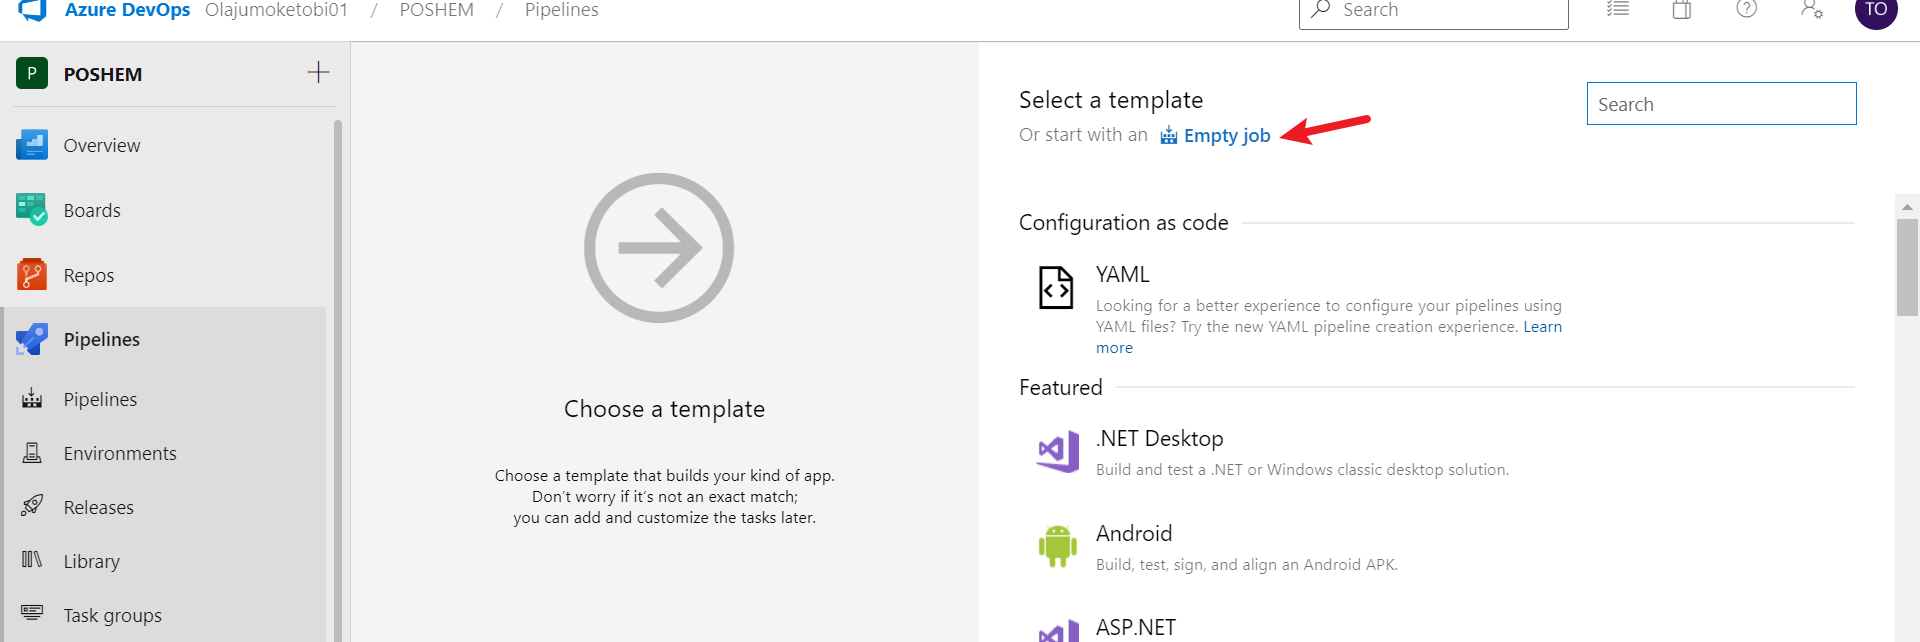 Azure DevOps Olajumoketobi01 / POSHEM / Pipelines
Search
TO
P POSHEM
Overview
Boards
Repos
Pipelines
Pipelines
Environments
Releases
Library
Task groups
Choose a template
Choose a template that builds your kind of app.
Don't worry if it's not an exact match;
you can add and customize the tasks later.
Select a template
Search
Or start with an Empty job
Configuration as code
YAML
Looking for a better experience to configure your pipelines using
YAML files? Try the new YAML pipeline creation experience. Learn
more
Featured
.NET Desktop
Build and test a .NET or Windows classic desktop solution.
Android
Build, test, sign, and align an Android APK.
ASP.NET